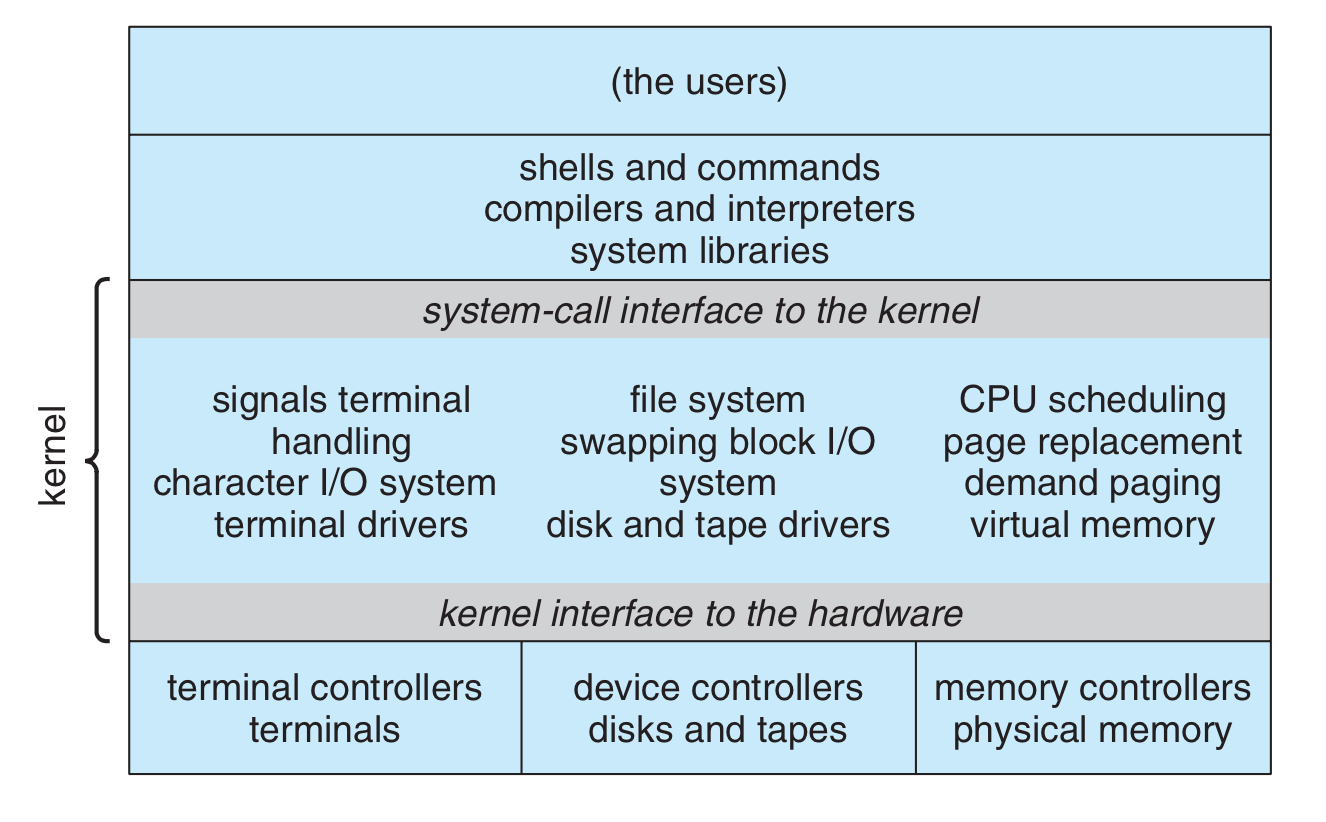 (the users)
shells and commands
compilers and interpreters
system libraries
kernel
system-call interface to the kernel
signals terminal
handling
character I/O system
terminal drivers
file system
swapping block I/O
system
disk and tape drivers
CPU scheduling
page replacement
demand paging
virtual memory
kernel interface to the hardware
terminal controllers
terminals
device controllers
disks and tapes
memory controllers
physical memory